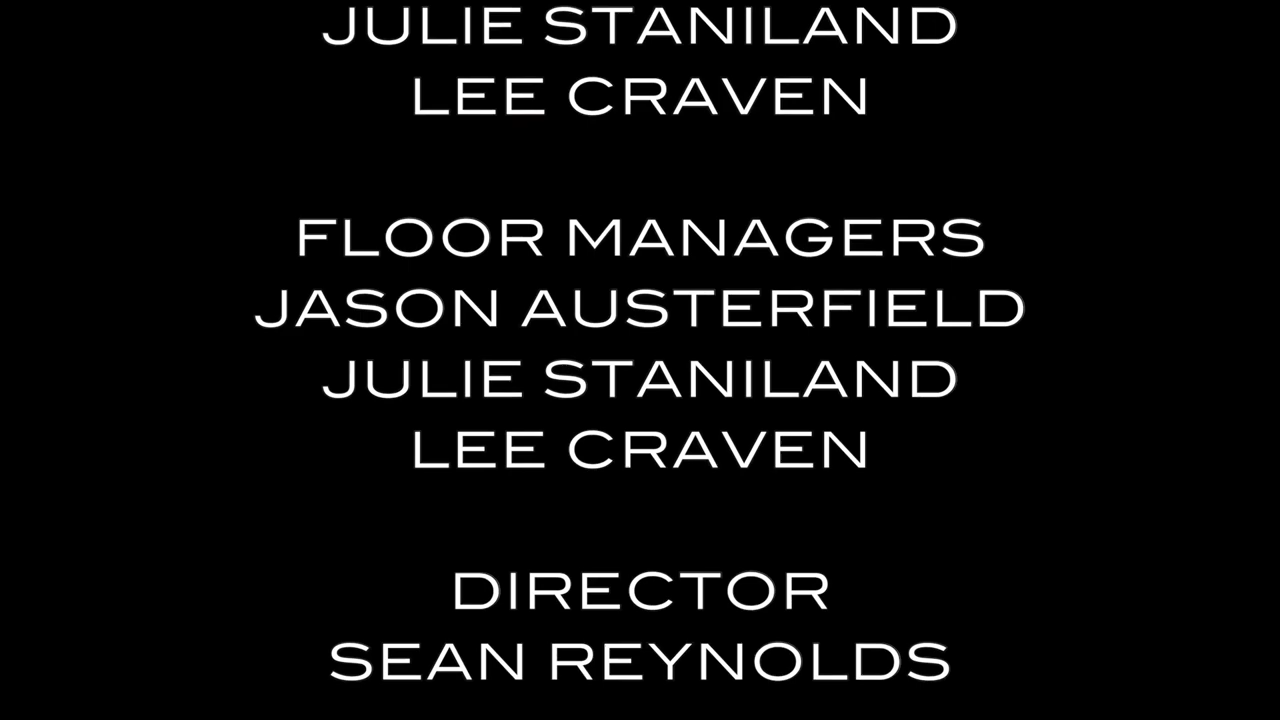 JULIE STANILAND
LEE CRAVEN
FLOOR MANAGERS
JASON AUSTERFIELD
JULIE STANILAND
LEE CRAVEN
DIRECTOR
SEAN REYNOLDS